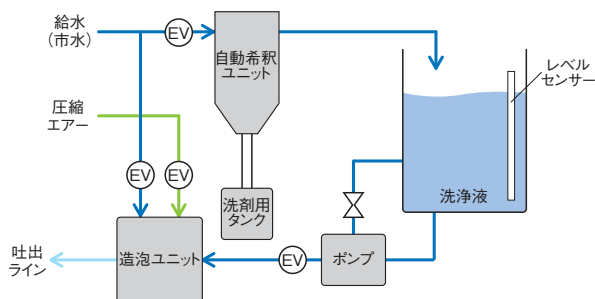 給水
（市水）
EV
自動希釈
ユニット
レベル
センサー
圧縮
エアー
EV
EV
洗剤用
タンク
洗浄液
吐出
ライン
造泡ユニット
EV
ポンプ